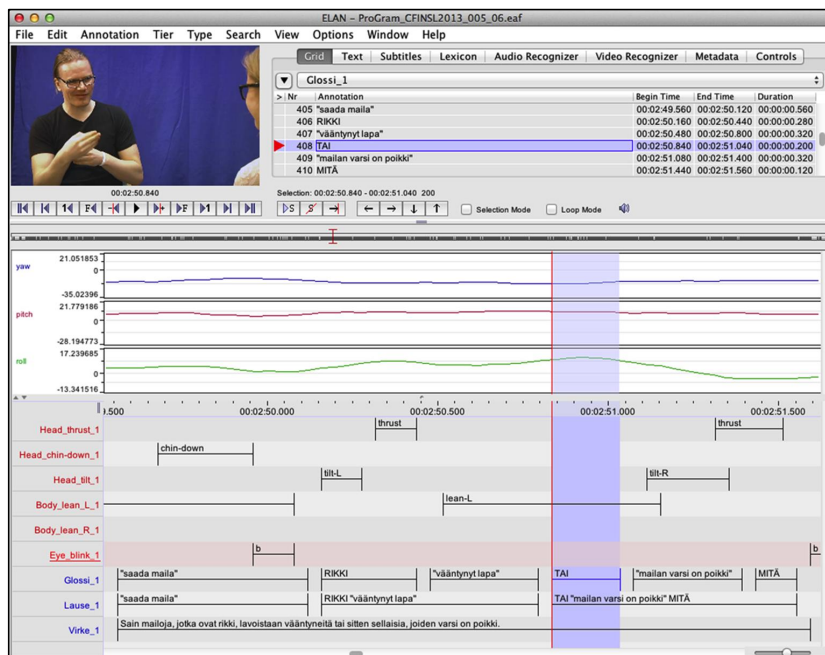 ELAN - ProGram_CFINSL2013_005_06.eaf
File Edit Annotation Tier Type Search View Options Window Help
Grid Text Subtitles Lexicon Audio Recognizer Video Recognizer Metadata Controls
Glossi_1
> Nr Annotation Begin Time End Time Duration
405 "saada maila" 00:02:49.560 00:02:50.120 00:00:00.560
406 RIKKI 00:02:50.160 00:02:50.440 00:00:00.280
407 "vääntynyt lapa" 00:02:50.480 00:02:50.800 00:00:00.320
408 TAI 00:02:50.840 00:02:51.040 00:00:00.200
409 "mailan varsi on poikki" 00:02:51.080 00:02:51.400 00:00:00.320
410 MITÄ 00:02:51.440 00:02:51.560 00:00:00.120
00:02:50.840
Selection: 00:02:50.840 - 00:02:51.040 200
Selection Mode Loop Mode
yaw 21.051853
0
-35.02396
pitch 21.779186
0
-28.194773
roll 17.239685
0
-13.341516
00:02:50.000 00:02:50.500 00:02:51.000 00:02:51.500
Head_thrust_1 thrust thrust
Head_chin-down_1 chin-down
Head_tilt_1 tilt-L tilt-R
Body_lean_L_1 lean-L
Body_lean_R_1
Eye_blink_1 b b
Glossi_1 "saada maila" RIKKI "vääntynyt lapa" TAI "mailan varsi on poikki" MITÄ
Lause_1 "saada maila" RIKKI "vääntynyt lapa" TAI "mailan varsi on poikki" MITÄ
Virke_1 Sain mailoja, jotka ovat rikki, lavoistaan vääntyneitä tai sitten sellaisia, joiden varsi on poikki.